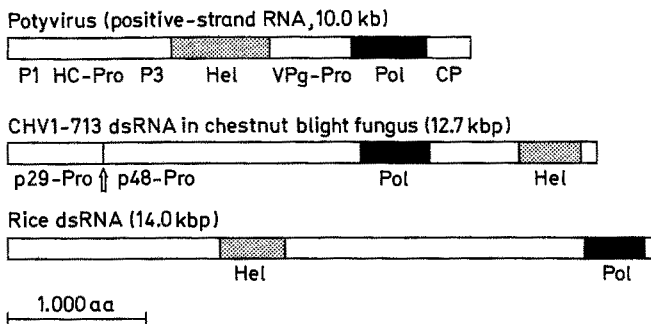 Potyvirus (positive-strand RNA, 10.0 kb)
P1 HC-Pro P3 Hel VPg-Pro Pol CP
CHV1-713 dsRNA in chestnut blight fungus (12.7 kbp)
p29-Pro p48-Pro Pol Hel
Rice dsRNA (14.0 kbp)
Hel Pol
1.000 aa